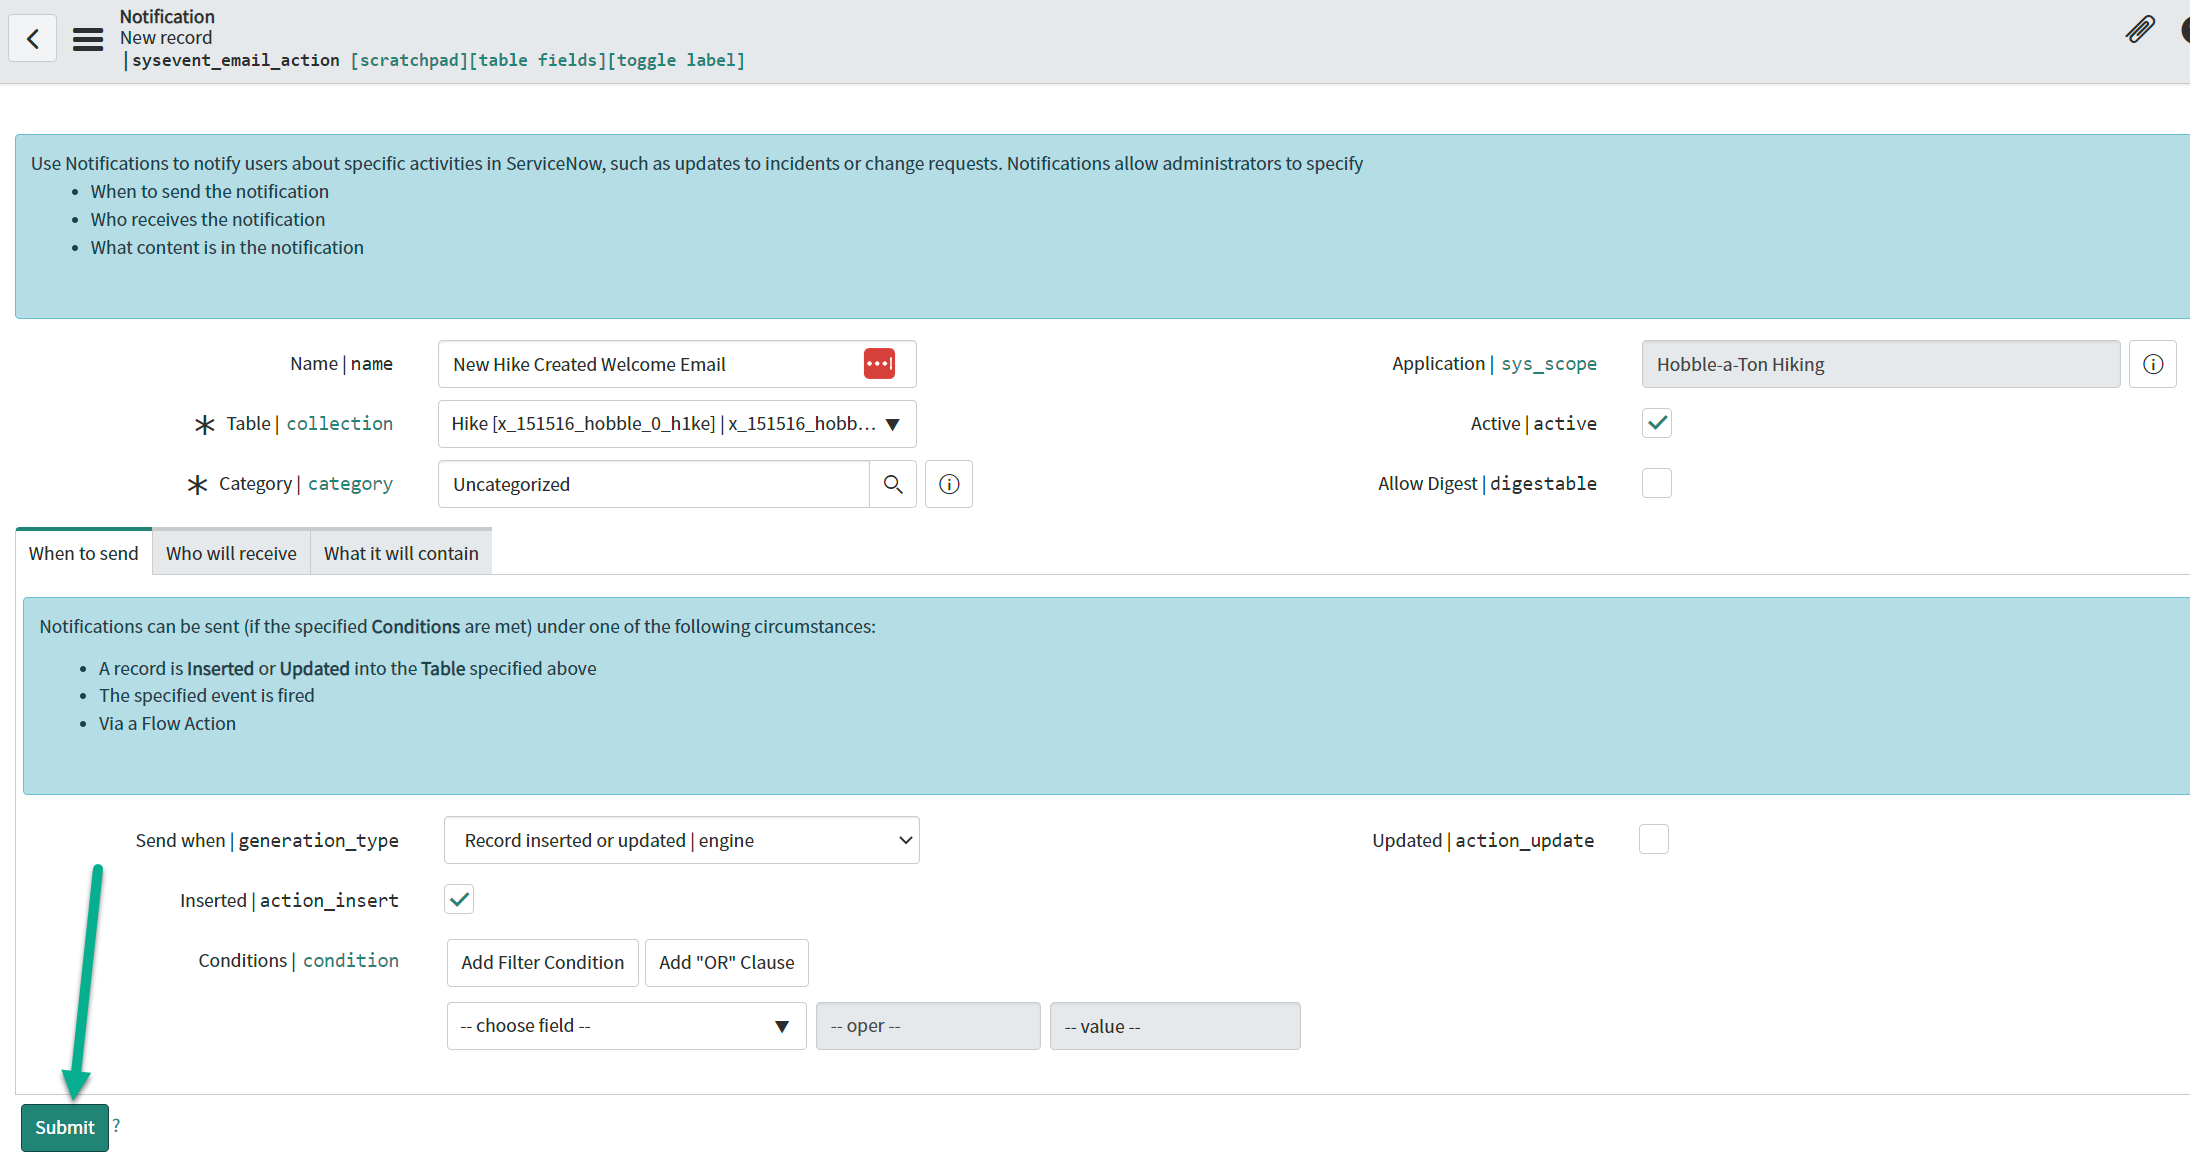 Notification
New record
|sysevent_email_action [scratchpad][table fields][toggle label]
Use Notifications to notify users about specific activities in ServiceNow, such as updates to incidents or change requests. Notifications allow administrators to specify
• When to send the notification
• Who receives the notification
• What content is in the notification
Name | name
New Hike Created Welcome Email
Application | sys_scope
Hobble-a-Ton Hiking
Table | collection
Hike [x_151516_hobble_0_h1ke] | x_151516_hobb...
Active | active
Category | category
Uncategorized
Allow Digest | digestable
When to send
Who will receive
What it will contain
Notifications can be sent (if the specified Conditions are met) under one of the following circumstances:
• A record is Inserted or Updated into the Table specified above
• The specified event is fired
• Via a Flow Action
Send when | generation_type
Record inserted or updated | engine
Updated | action_update
Inserted | action_insert
Conditions | condition
Add Filter Condition
Add "OR" Clause
-- choose field --
-- oper --
-- value --
Submit
?